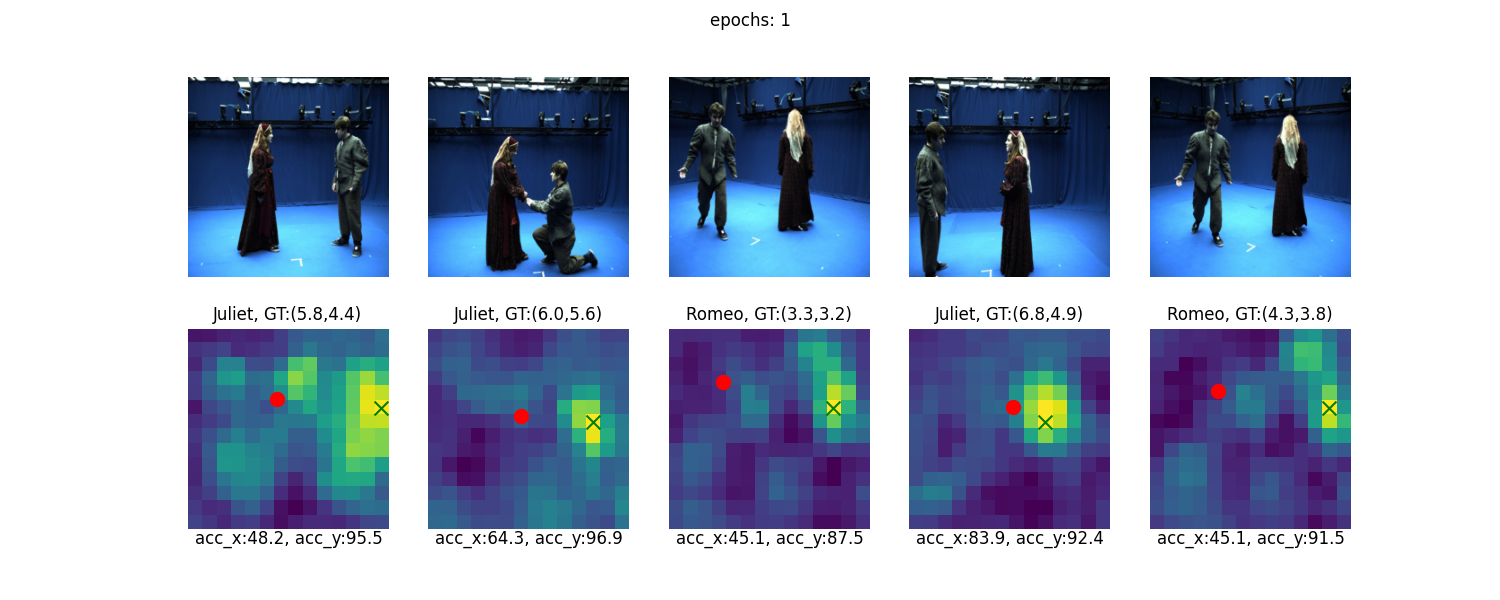 epochs: 1
Juliet, GT:(5.8,4.4)
Juliet, GT:(6.0,5.6)
Romeo, GT:(3.3,3.2)
Juliet, GT:(6.8,4.9)
Romeo, GT:(4.3,3.8)
acc_x:48.2, acc_y:95.5
acc_x:64.3, acc_y:96.9
acc_x:45.1, acc_y:87.5
acc_x:83.9, acc_y:92.4
acc_x:45.1, acc_y:91.5